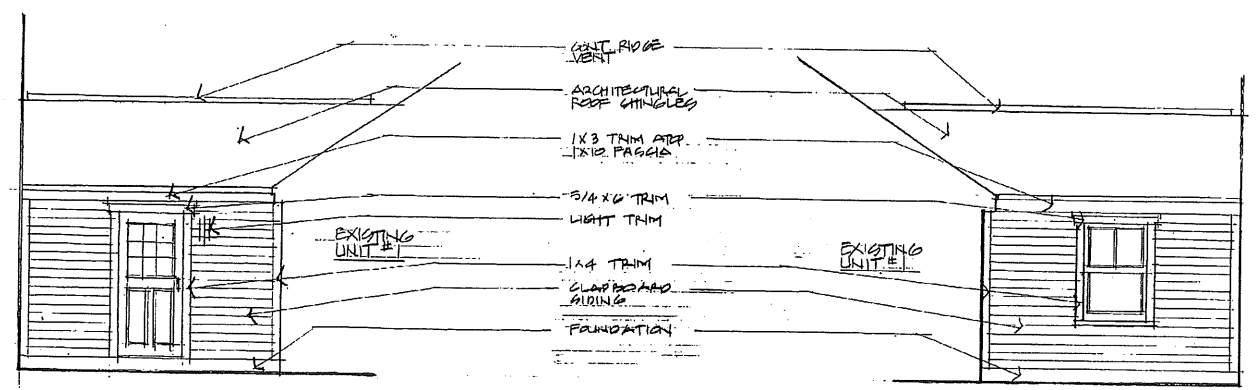 CONT RIDGE
VENT
ARCHITECTURAL
ROOF SHINGLES
1X3 TRIM ATOP
1X10 FASCIA
5/4 X 6 TRIM
LIGHT TRIM
EXISTING
UNIT #1
1X4 TRIM
EXISTING
UNIT #1
CLAPBOARD
SIDING
FOUNDATION